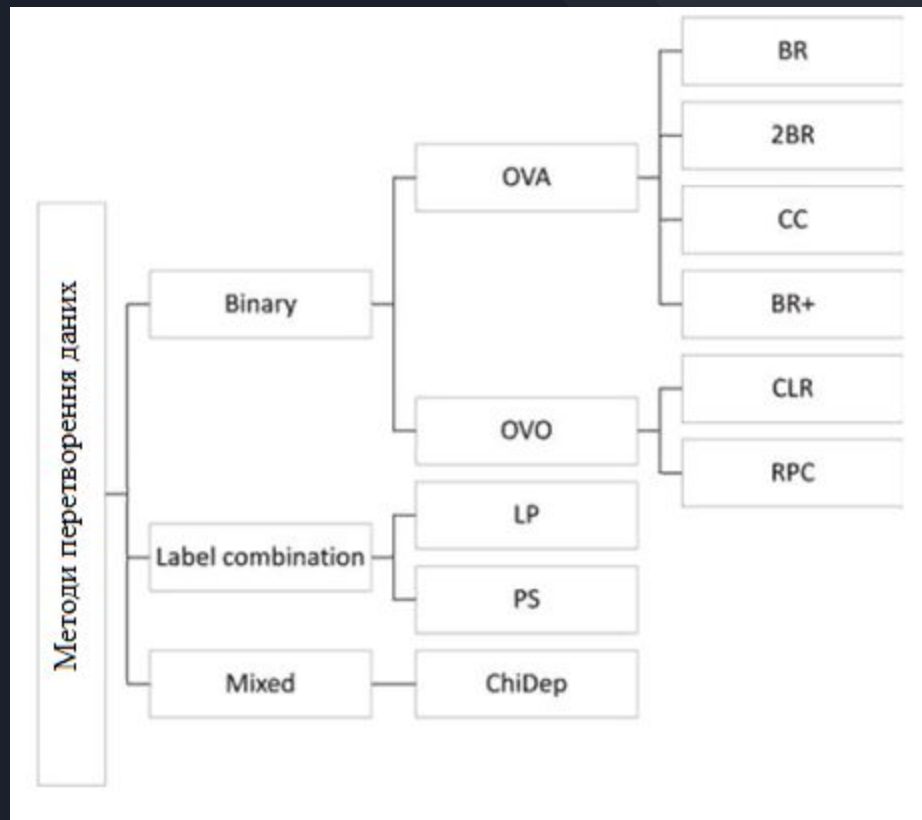 Методи перетворення даних
Binary
OVA
BR
2BR
CC
BR+
OVO
CLR
RPC
Label combination
LP
PS
Mixed
ChiDep